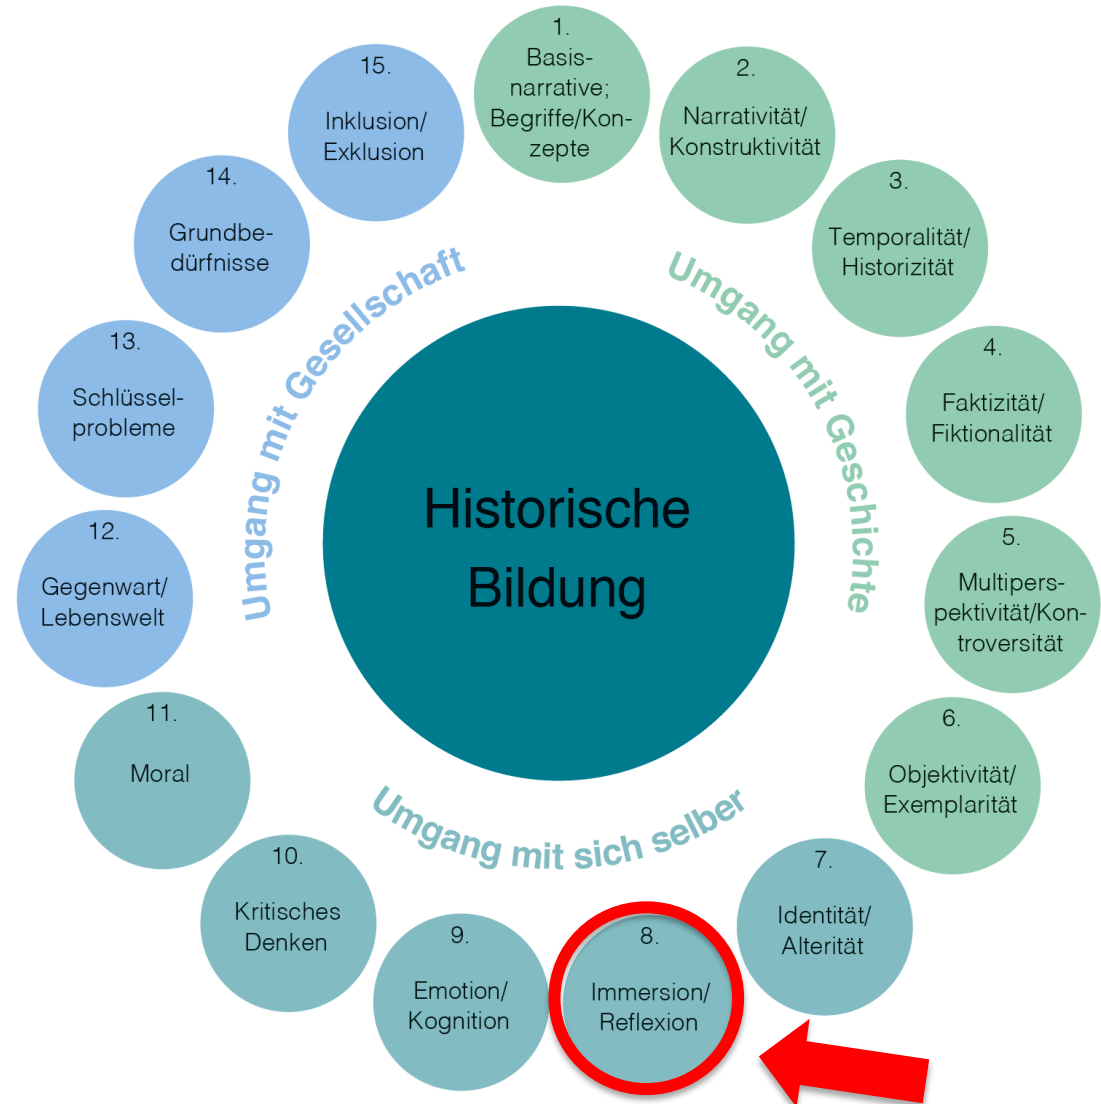 1.
Basis-
narrative;
Begriffe/Kon-
zepte
2.
Narrativität/
Konstruktivität
3.
Temporalität/
Historizität
4.
Faktizität/
Fiktionalität
5.
Multipers-
pektivität/Kon-
troversität
6.
Objektivität/
Exemplarität
7.
Identität/
Alterität
8.
Immersion/
Reflexion
9.
Emotion/
Kognition
10.
Kritisches
Denken
11.
Moral
12.
Gegenwart/
Lebenswelt
13.
Schlüssel-
probleme
14.
Grundbe-
dürfnisse
15.
Inklusion/
Exklusion
Umgang mit Geschichte
Umgang mit sich selber
Umgang mit Gesellschaft
Historische
Bildung